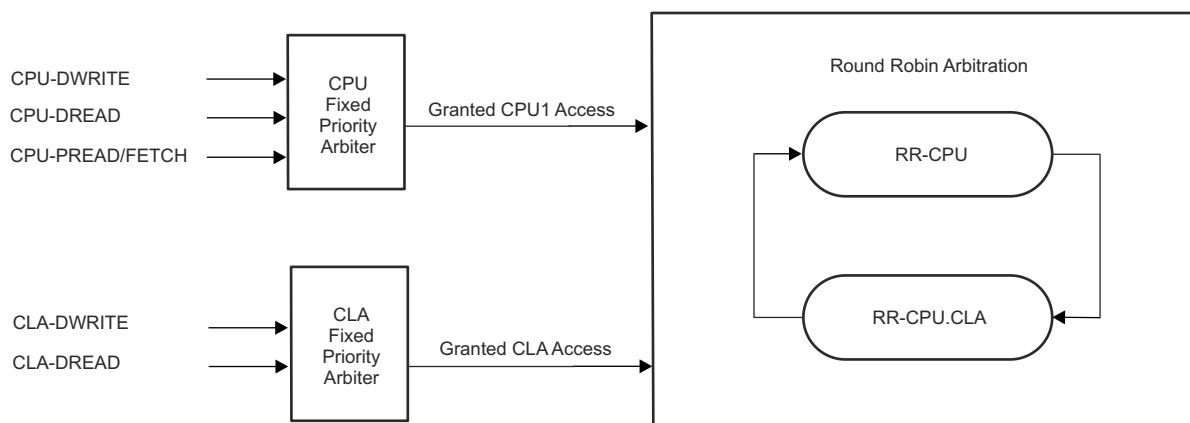 CPU-DWRITE
CPU-DREAD
CPU-PREAD/FETCH
CPU
Fixed
Priority
Arbiter
Granted CPU1 Access
CLA-DWRITE
CLA-DREAD
CLA
Fixed
Priority
Arbiter
Granted CLA Access
Round Robin Arbitration
RR-CPU
RR-CPU.CLA